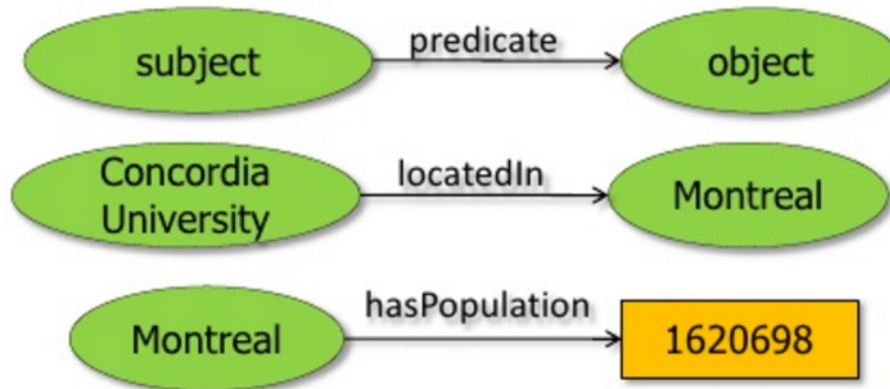 subject predicate object
Concordia University locatedIn Montreal
Montreal hasPopulation 1620698